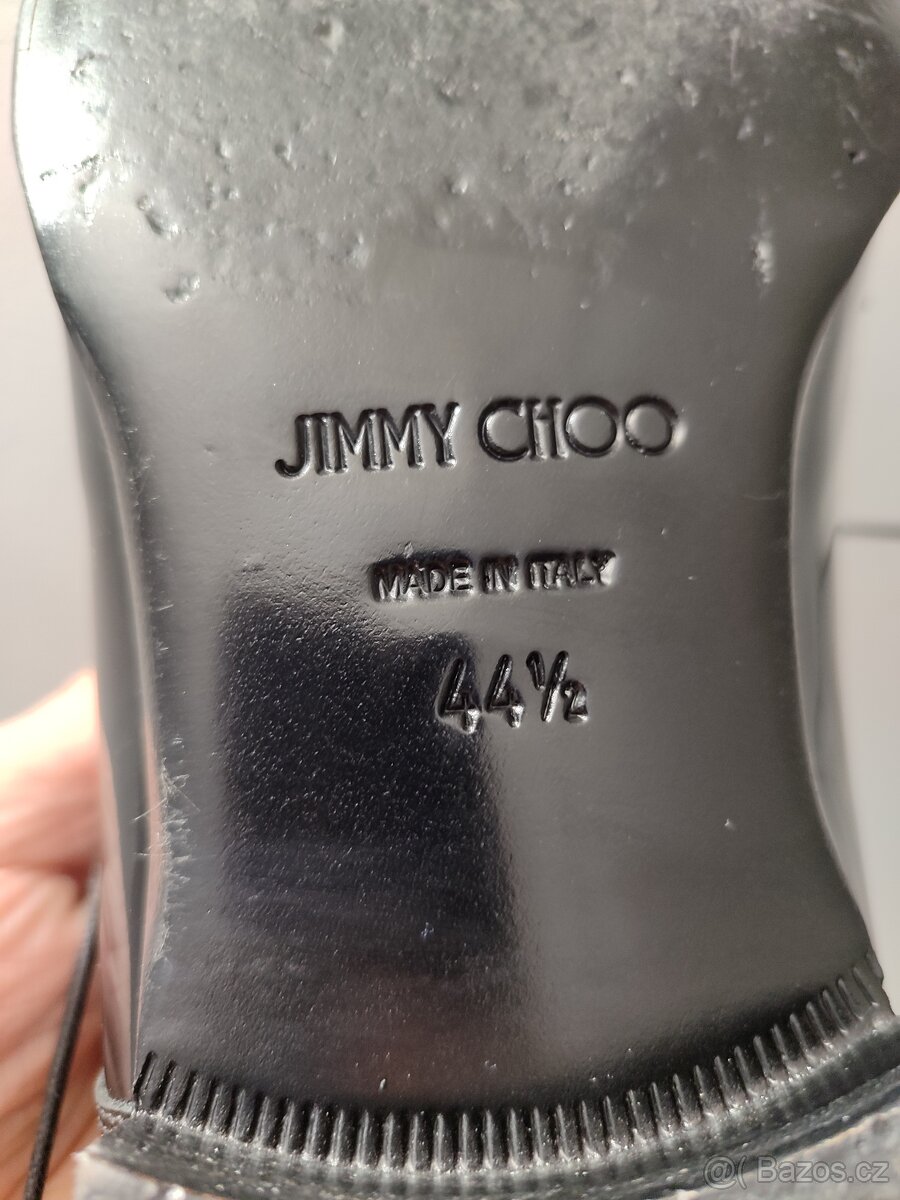 JIMMY CHOO
MADE IN ITALY
44½
@( Bazos.cz